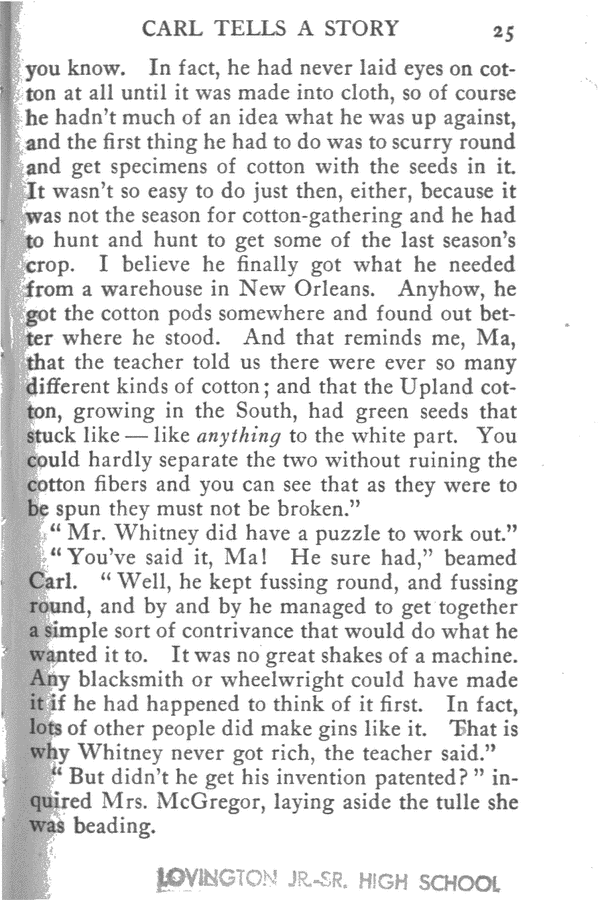 CARL TELLS A STORY 25
you know. In fact, he had never laid eyes on cot-
ton at all until it was made into cloth, so of course
he hadn't much of an idea what he was up against,
and the first thing he had to do was to scurry round
and get specimens of cotton with the seeds in it.
It wasn't so easy to do just then, either, because it
was not the season for cotton-gathering and he had
to hunt and hunt to get some of the last season's
crop. I believe he finally got what he needed
from a warehouse in New Orleans. Anyhow, he
got the cotton pods somewhere and found out bet-
ter where he stood. And that reminds me, Ma,
that the teacher told us there were ever so many
different kinds of cotton; and that the Upland cot-
ton, growing in the South, had green seeds that
stuck like — like anything to the white part. You
could hardly separate the two without ruining the
cotton fibers and you can see that as they were to
be spun they must not be broken."
"Mr. Whitney did have a puzzle to work out."
"You've said it, Ma! He sure had," beamed
Carl. "Well, he kept fussing round, and fussing
round, and by and by he managed to get together
a simple sort of contrivance that would do what he
wanted it to. It was no great shakes of a machine.
Any blacksmith or wheelwright could have made
it if he had happened to think of it first. In fact,
lots of other people did make gins like it. That is
why Whitney never got rich, the teacher said."
"But didn't he get his invention patented?" in-
quired Mrs. McGregor, laying aside the tulle she
was beading.
LOVINGTON JR.-SR. HIGH SCHOOL